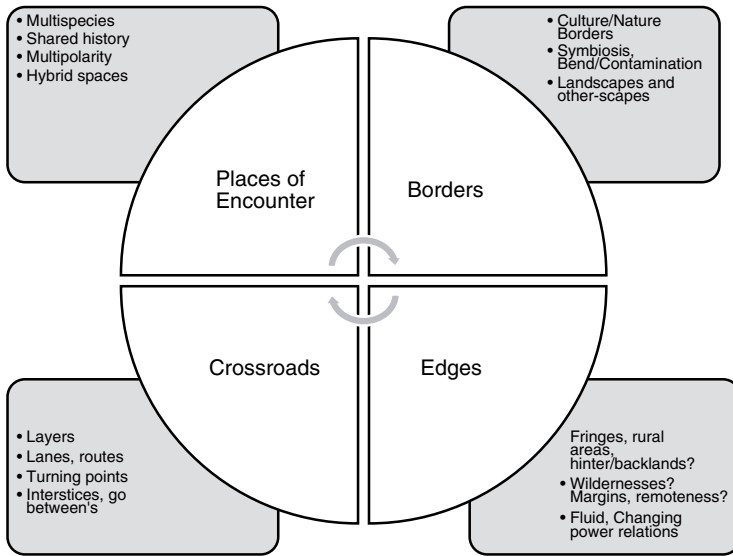 • Multispecies
• Shared history
• Multipolarity
• Hybrid spaces
• Culture/Nature
Borders
• Symbiosis,
Bend/Contamination
• Landscapes and
other-scapes
Places of
Encounter
Borders
Crossroads
Edges
• Layers
• Lanes, routes
• Turning points
• Interstices, go
between's
Fringes, rural
areas,
hinter/backlands?
• Wildernesses?
Margins, remoteness?
• Fluid, Changing
power relations